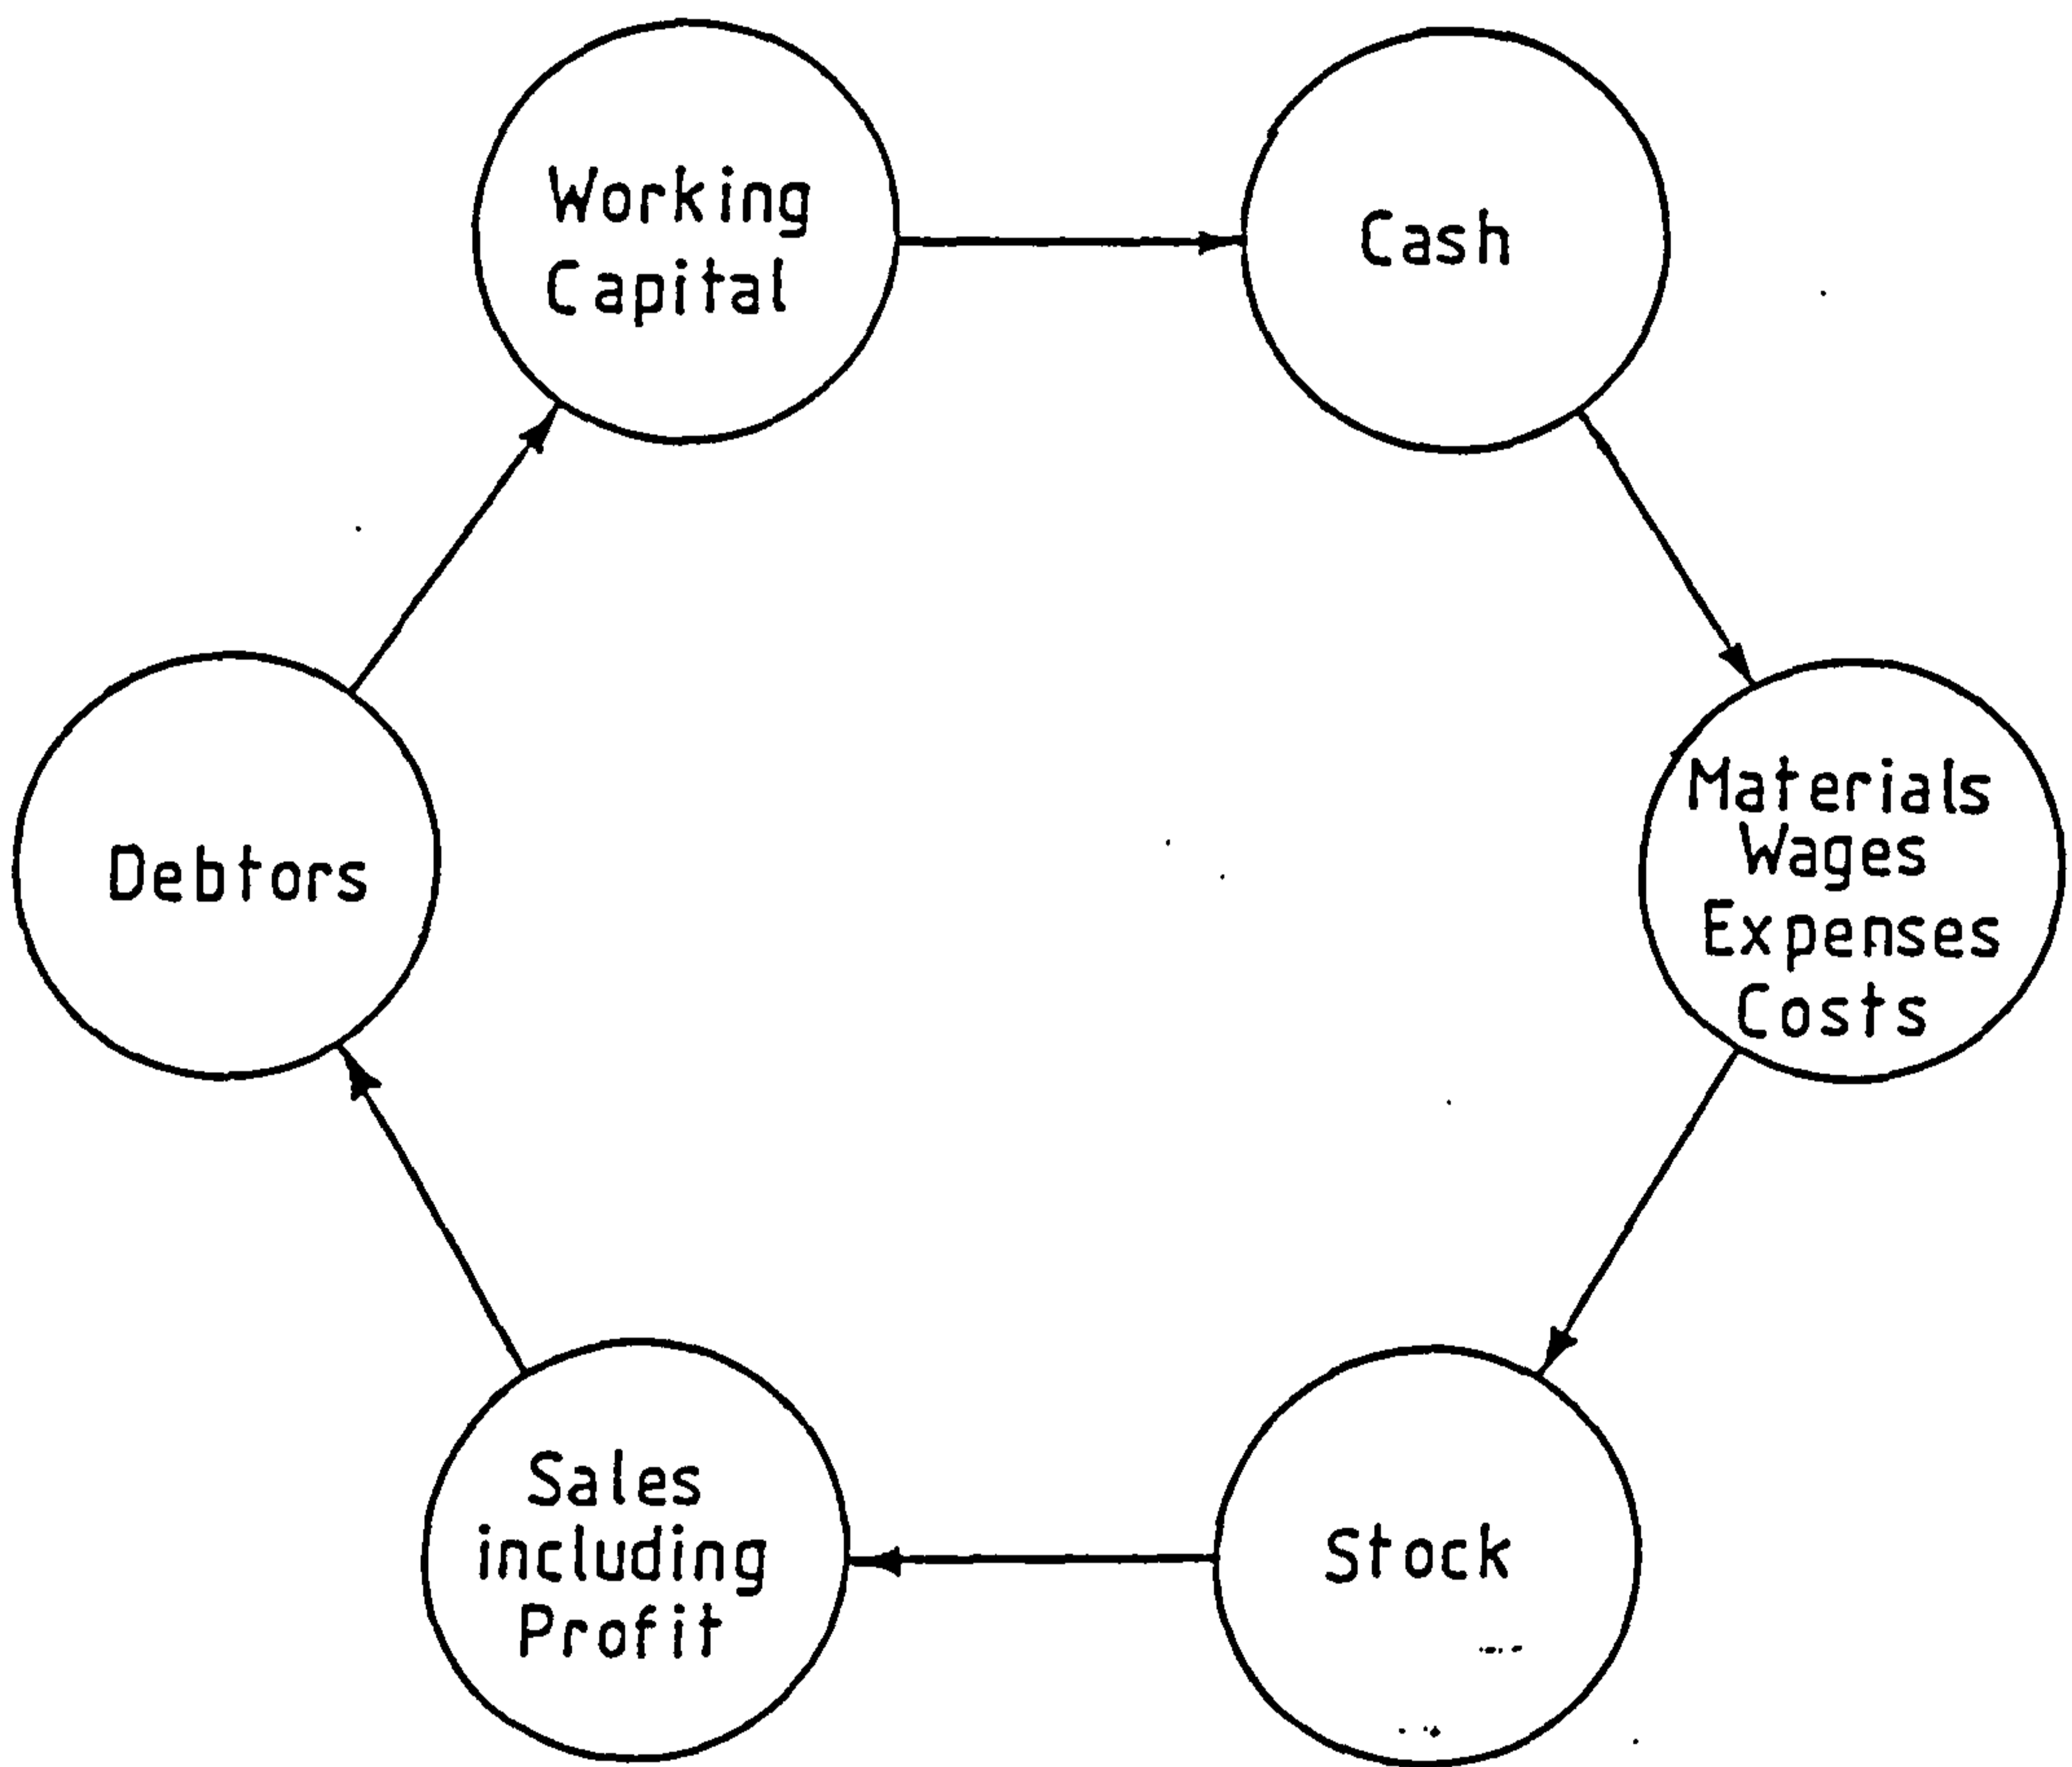 Working
Capital
Cash
Materials
Wages
Expenses
Costs
Stock
Sales
including
Profit
Debtors